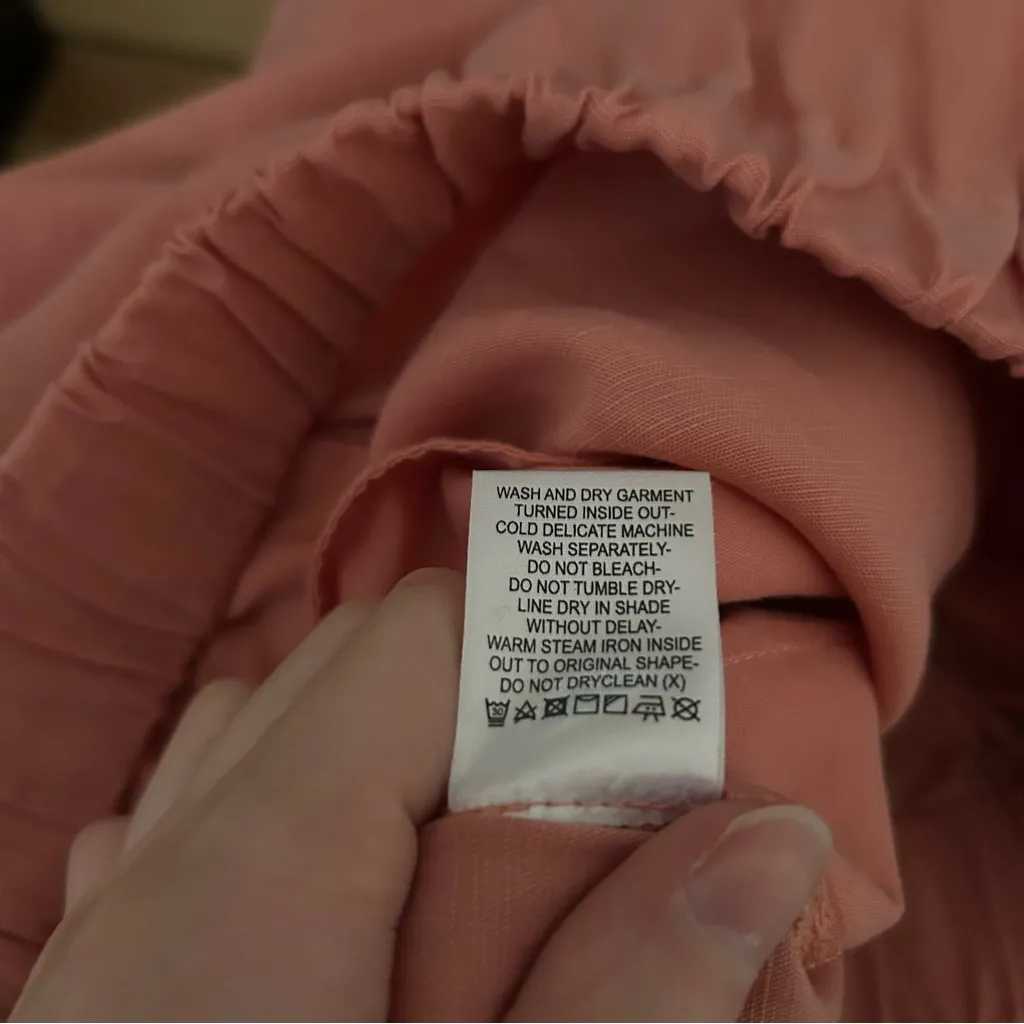 WASH AND DRY GARMENT
TURNED INSIDE OUT-
COLD DELICATE MACHINE
WASH SEPARATELY-
DO NOT BLEACH-
DO NOT TUMBLE DRY-
LINE DRY IN SHADE
WITHOUT DELAY-
WARM STEAM IRON INSIDE
OUT TO ORIGINAL SHAPE-
DO NOT DRYCLEAN (X)
30